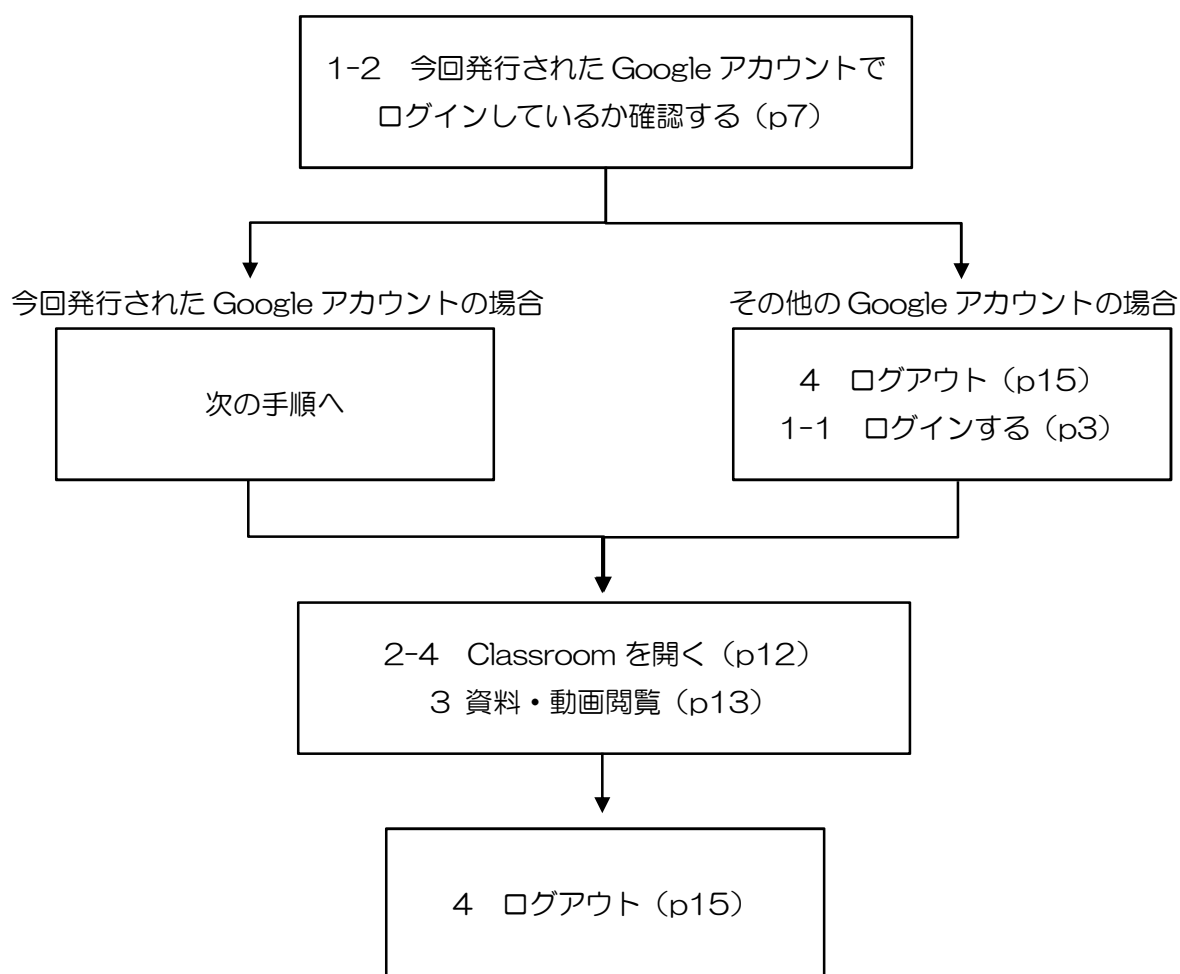 1-2　今回発行された Google アカウントで
ログインしているか確認する（p7）
今回発行された Google アカウントの場合
次の手順へ
その他の Google アカウントの場合
4　ログアウト（p15）
1-1　ログインする（p3）
2-4　Classroom を開く（p12）
3 資料・動画閲覧（p13）
4　ログアウト（p15）